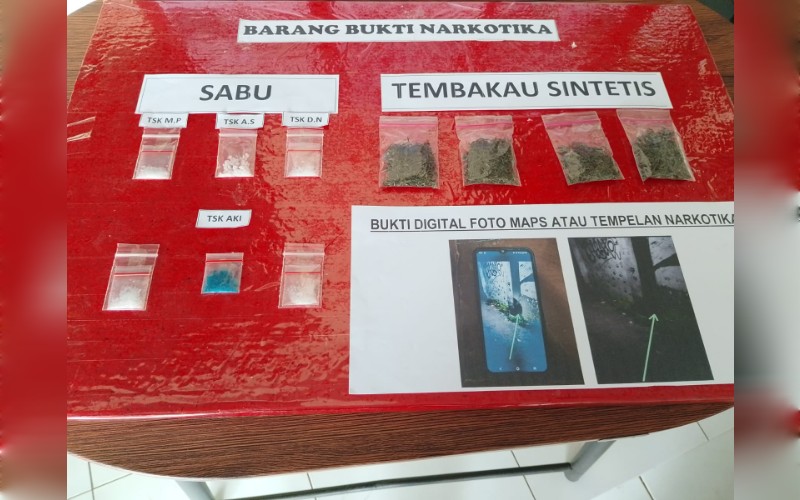 BARANG BUKTI NARKOTIKA
SABU
TEMBAKAU SINTETIS
TSK M.P
TSK A.S
TSK D.N
TSK AKI
BUKTI DIGITAL FOTO MAPS ATAU TEMPELAN NARKOTIKA